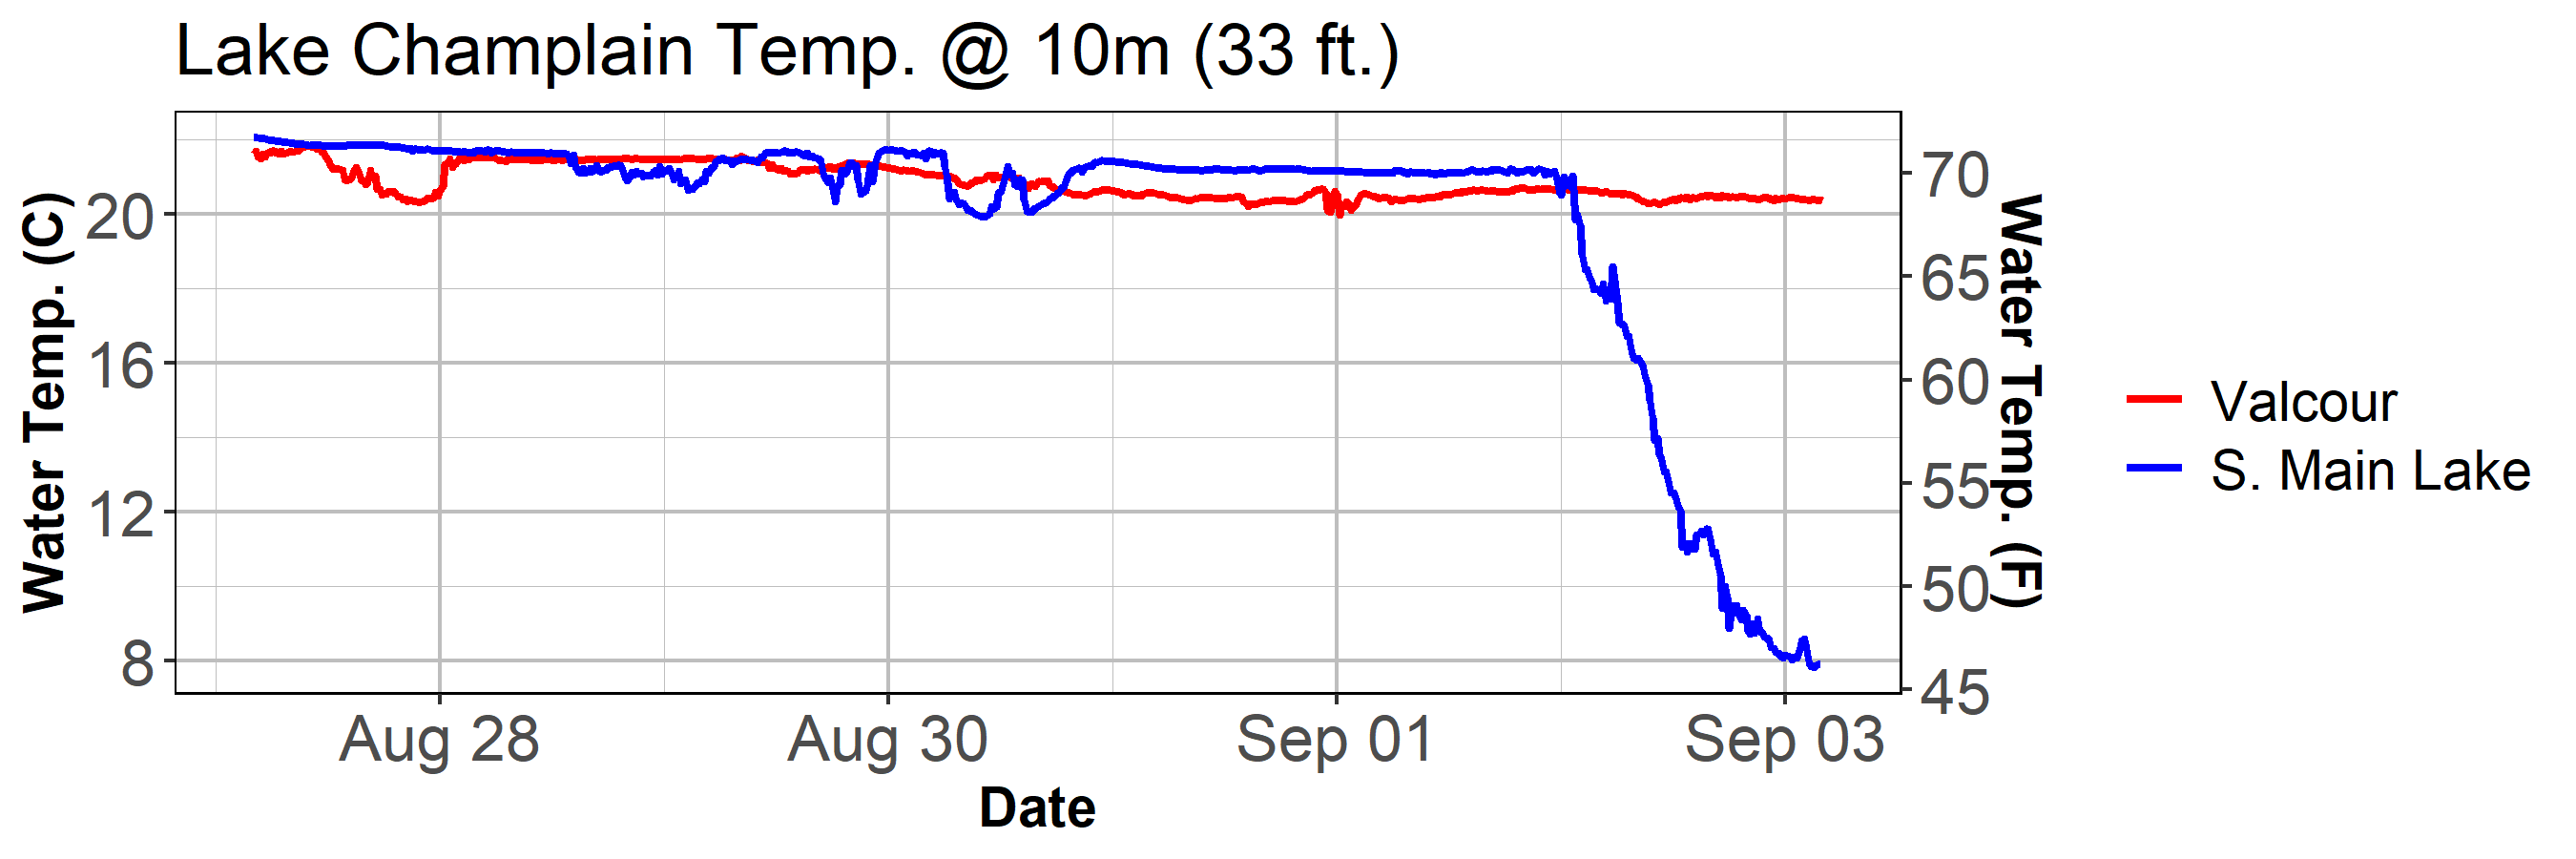 Lake Champlain Temp. @ 10m (33 ft.)
Water Temp. (C)
20
16
12
8
70
65
60
55
50
45
Water Temp. (F)
Aug 28
Aug 30
Sep 01
Sep 03
Date
Valcour
S. Main Lake